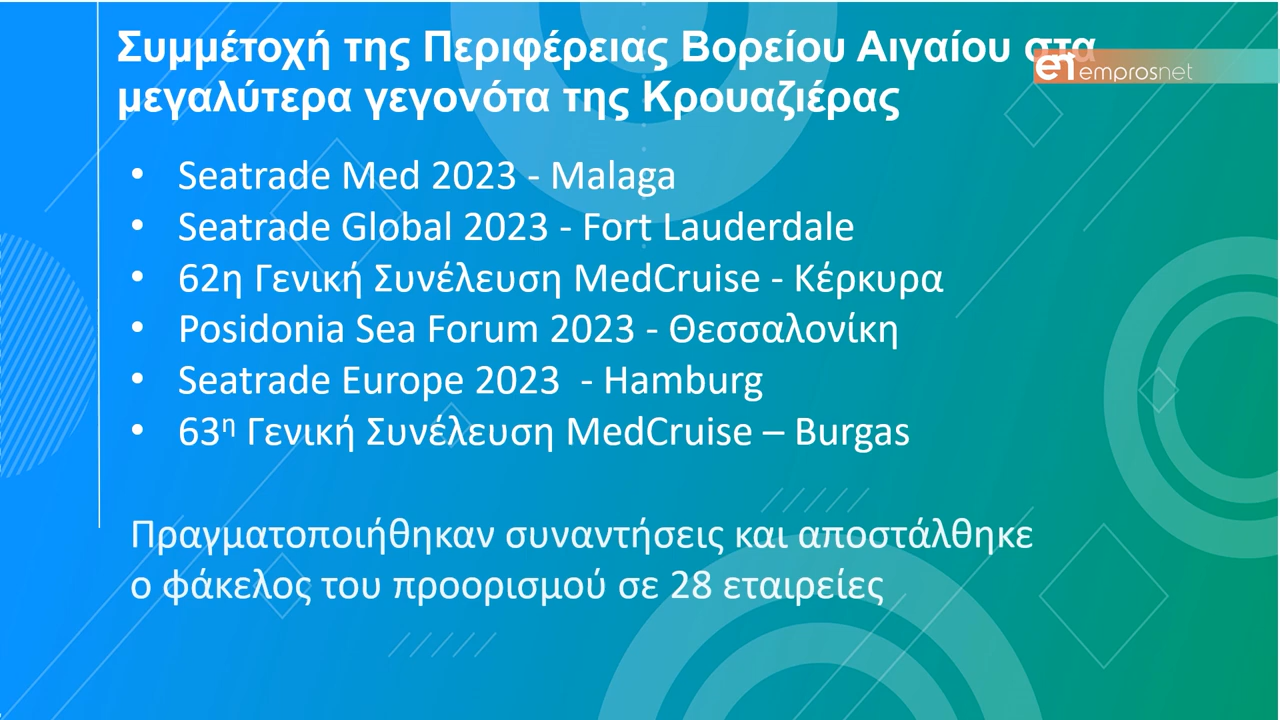 Συμμέτοχή της Περιφέρειας Βορείου Αιγαίου στα
μεγαλύτερα γεγονότα της Κρουαζιέρας
en emprosnet
• Seatrade Med 2023 - Malaga
• Seatrade Global 2023 - Fort Lauderdale
• 62η Γενική Συνέλευση MedCruise - Κέρκυρα
• Posidonia Sea Forum 2023 - Θεσσαλονίκη
• Seatrade Europe 2023  - Hamburg
• 63η Γενική Συνέλευση MedCruise – Burgas
Πραγματοποιήθηκαν συναντήσεις και αποστάλθηκε
ο φάκελος του προορισμού σε 28 εταιρείες